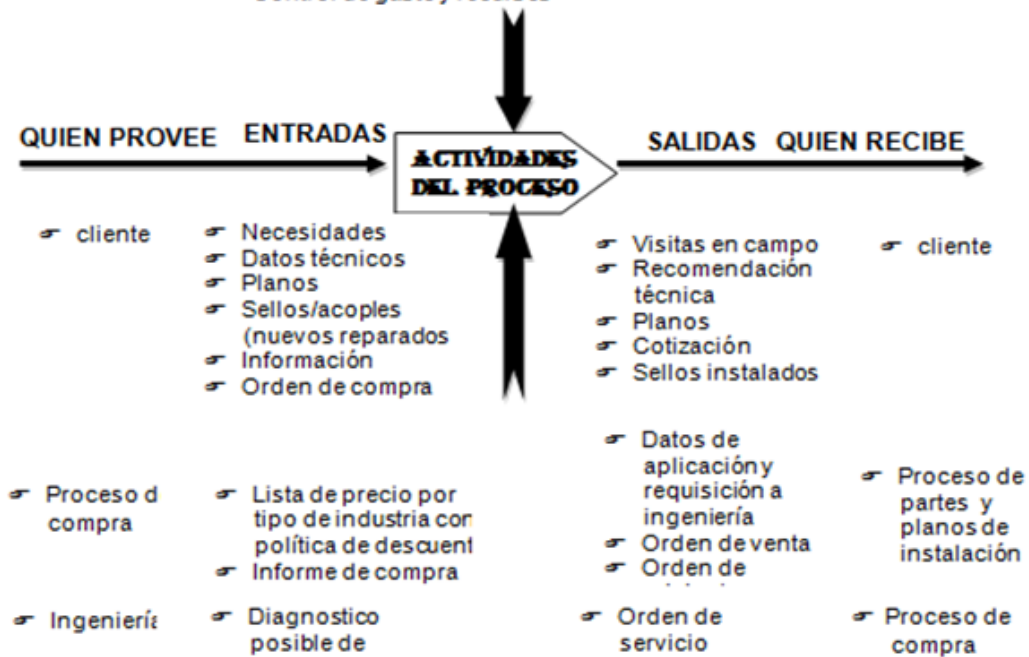 QUIEN PROVEE ENTRADAS
ACTIVIDADES
DEL PROCESO
SALIDAS QUIEN RECIBE
cliente
Necesidades
Datos técnicos
Planos
Sellos/acoples
(nuevos reparados
Información
Orden de compra
Visitas en campo
Recomendación
técnica
Planos
Cotización
Sellos instalados
cliente
Proceso d
compra
Lista de precio por
tipo de industria con
política de descuent
Informe de compra
Datos de
aplicación y
requisición a
ingeniería
Orden de venta
Orden de
Proceso de
partes y
planos de
instalación
Ingeniería
Diagnostico
posible de
Orden de
servicio
Proceso de
compra